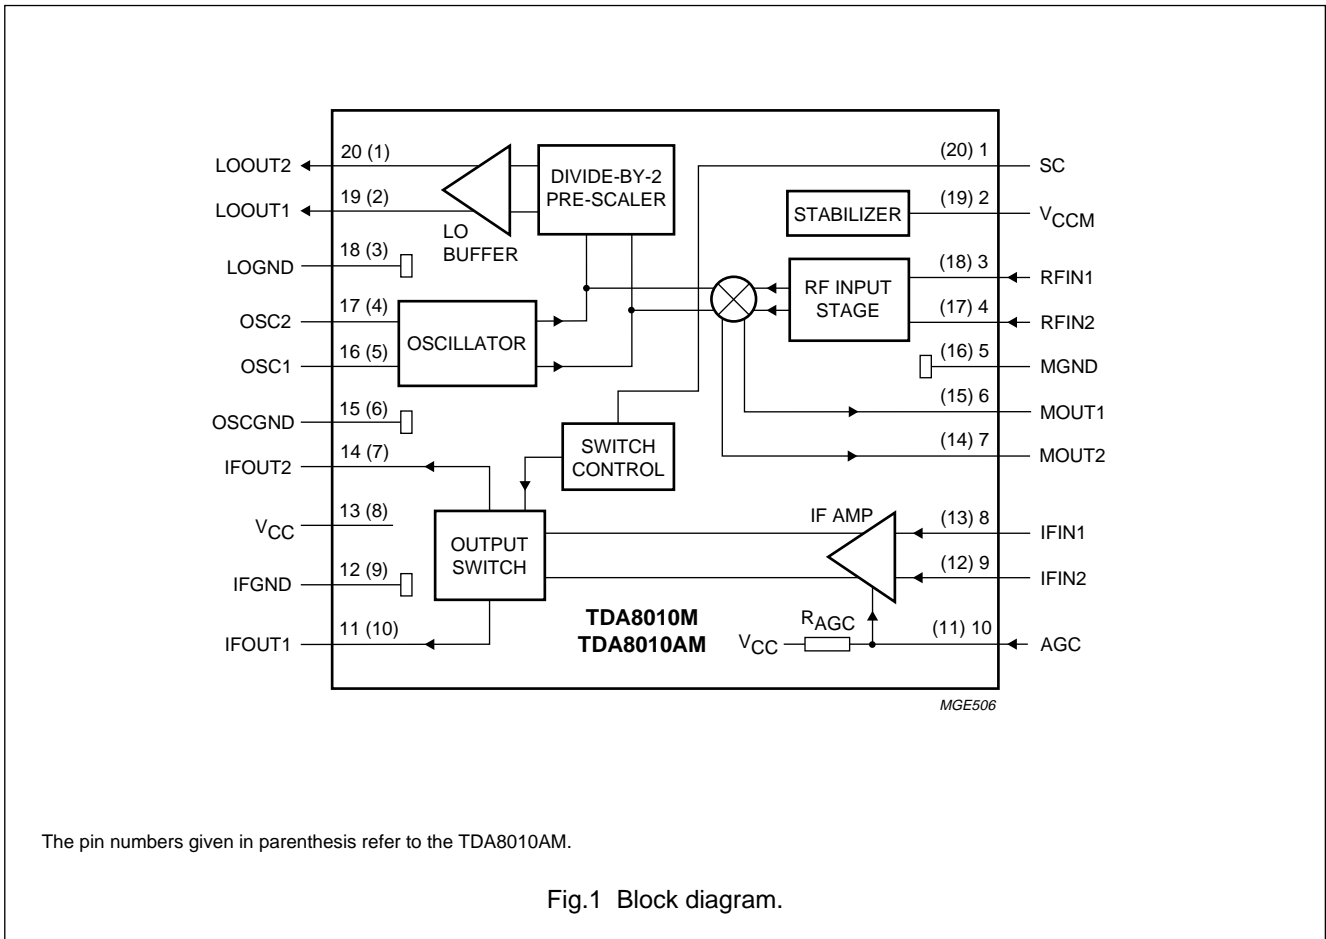 LOOUT2
20 (1)
LOOUT1
19 (2)
LOGND
18 (3)
OSC2
17 (4)
OSC1
16 (5)
OSCGND
15 (6)
IFOUT2
14 (7)
VCC
13 (8)
IFGND
12 (9)
IFOUT1
11 (10)
LO
BUFFER
DIVIDE-BY-2
PRE-SCALER
OSCILLATOR
SWITCH
CONTROL
OUTPUT
SWITCH
STABILIZER
RF INPUT
STAGE
IF AMP
RAGC
VCC
TDA8010M
TDA8010AM
(20) 1
SC
(19) 2
VCCM
(18) 3
RFIN1
(17) 4
RFIN2
(16) 5
MGND
(15) 6
MOUT1
(14) 7
MOUT2
(13) 8
IFIN1
(12) 9
IFIN2
(11) 10
AGC
MGE506
The pin numbers given in parenthesis refer to the TDA8010AM.
Fig.1 Block diagram.